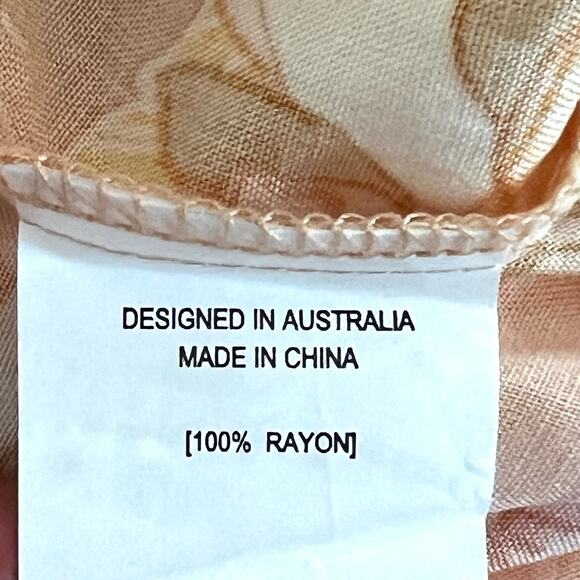 DESIGNED IN AUSTRALIA
MADE IN CHINA
[100% RAYON]